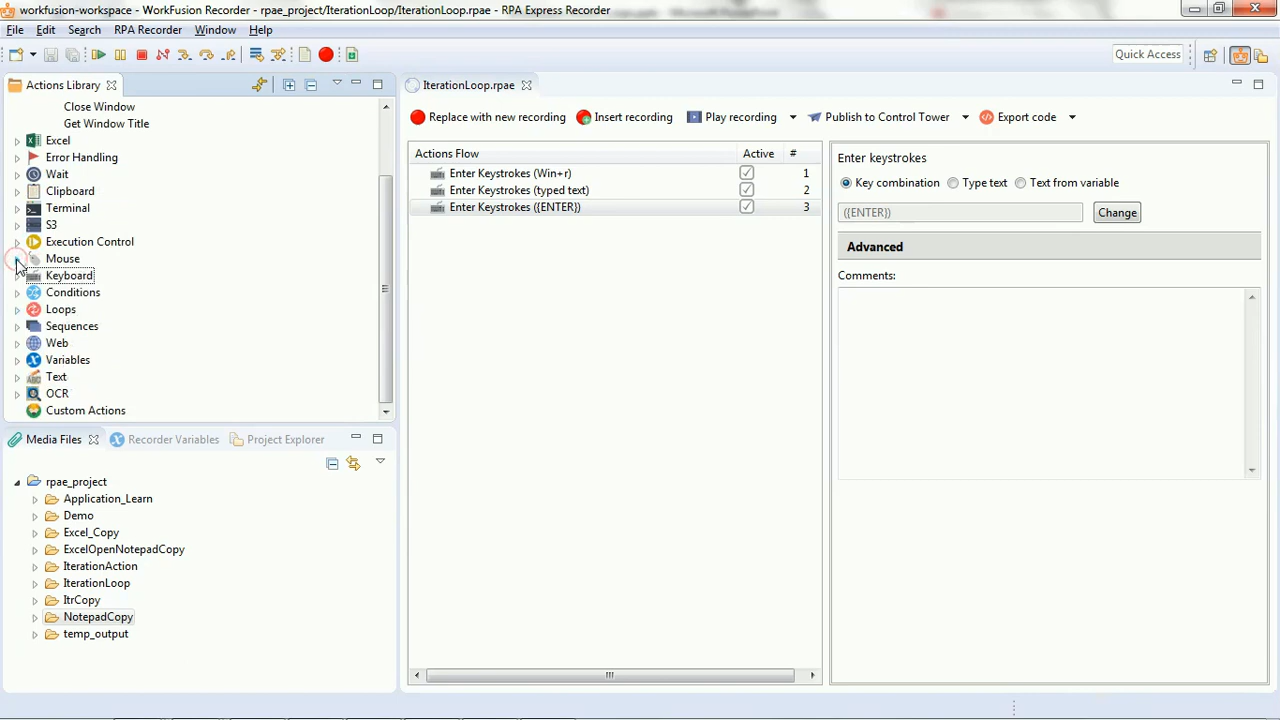 workfusion-workspace - WorkFusion Recorder - rpae_project/IterationLoop/IterationLoop.rpae - RPA Express Recorder
File Edit Search RPA Recorder Window Help
Quick Access
Actions Library
Close Window
Get Window Title
Excel
Error Handling
Wait
Clipboard
Terminal
S3
Execution Control
Mouse
Keyboard
Conditions
Loops
Sequences
Web
Variables
Text
OCR
Custom Actions
Media Files Recorder Variables Project Explorer
rpae_project
Application_Learn
Demo
Excel_Copy
ExcelOpenNotepadCopy
IterationAction
IterationLoop
ItrCopy
NotepadCopy
temp_output
IterationLoop.rpae
Replace with new recording Insert recording Play recording Publish to Control Tower Export code
Actions Flow Active #
Enter Keystrokes (Win+r) 1
Enter Keystrokes (typed text) 2
Enter Keystrokes ({ENTER}) 3
Enter keystrokes
Key combination Type text Text from variable
({ENTER}) Change
Advanced
Comments: